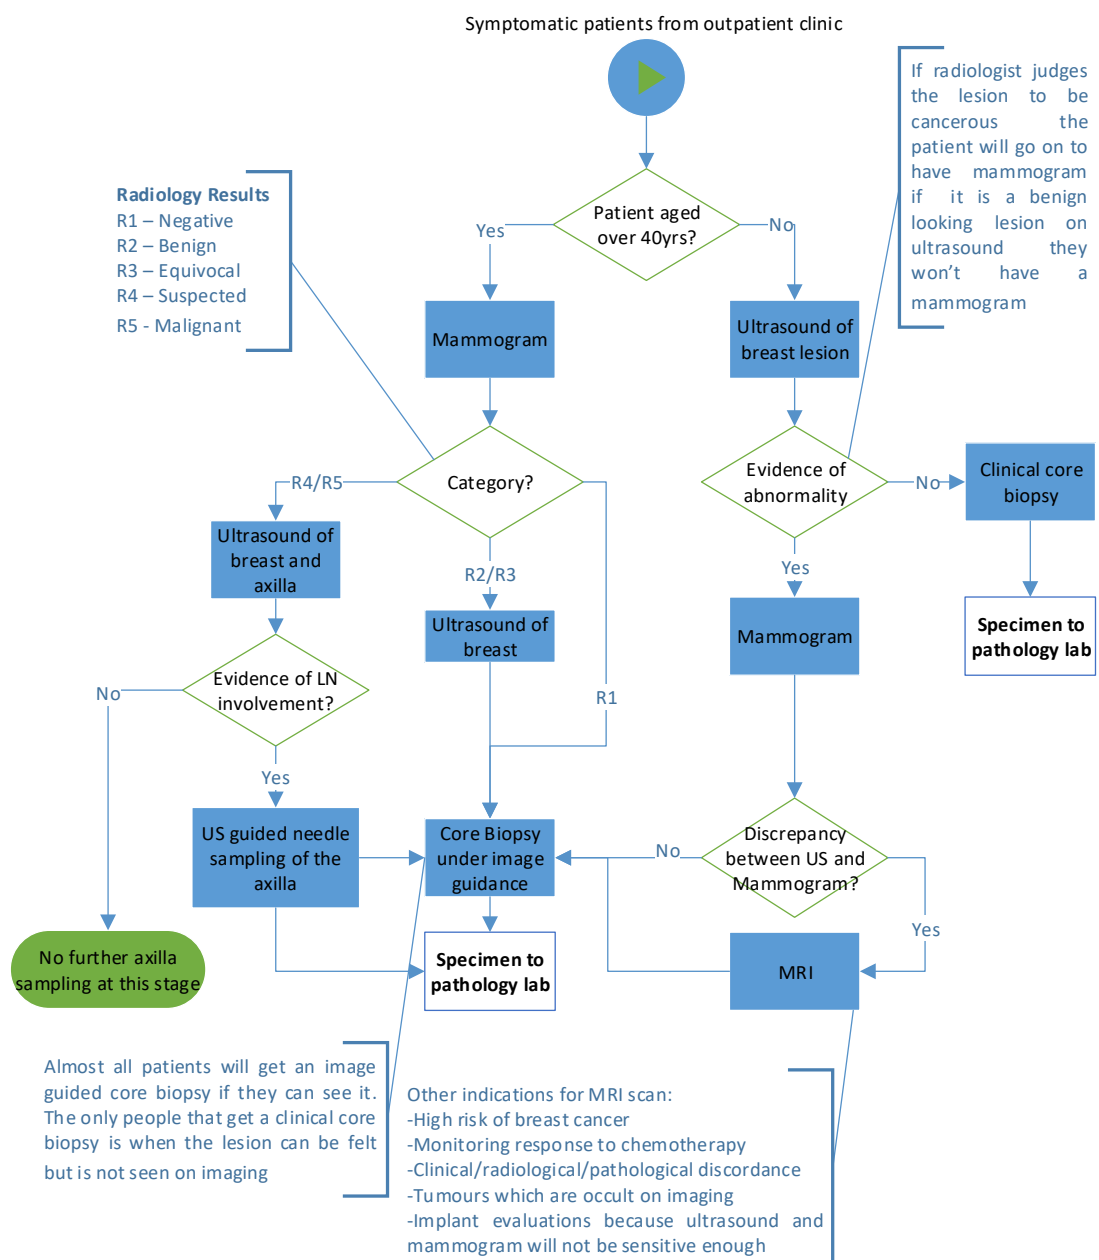 Symptomatic patients from outpatient clinic
If radiologist judges
the lesion to be
cancerous the
patient will go on to
have mammogram
if it is a benign
looking lesion on
ultrasound they
won't have a
mammogram
Radiology Results
R1 – Negative
R2 – Benign
R3 – Equivocal
R4 – Suspected
R5 - Malignant
Patient aged
over 40yrs?
Yes
No
Mammogram
Ultrasound of
breast lesion
Category?
R4/R5
R2/R3
R1
Evidence of
abnormality
No
Clinical core
biopsy
Yes
Specimen to
pathology lab
Ultrasound of
breast and
axilla
Ultrasound of
breast
Mammogram
Evidence of LN
involvement?
No
Yes
US guided needle
sampling of the
axilla
Core Biopsy
under image
guidance
No
Discrepancy
between US and
Mammogram?
Yes
No further axilla
sampling at this stage
Specimen to
pathology lab
MRI
Almost all patients will get an image
guided core biopsy if they can see it.
The only people that get a clinical core
biopsy is when the lesion can be felt
but is not seen on imaging
Other indications for MRI scan:
-High risk of breast cancer
-Monitoring response to chemotherapy
-Clinical/radiological/pathological discordance
-Tumours which are occult on imaging
-Implant evaluations because ultrasound and
mammogram will not be sensitive enough